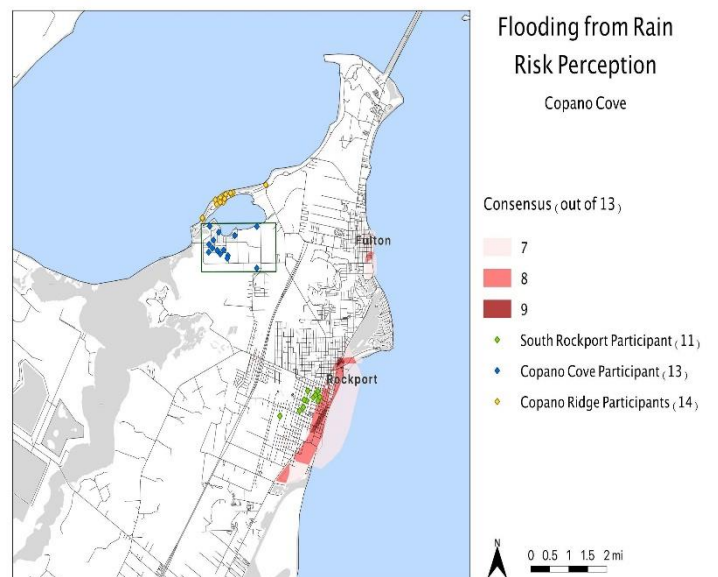 Flooding from Rain
Risk Perception
Copano Cove
Consensus (out of 13)
7
8
9
South Rockport Participant (11)
Copano Cove Participant (13)
Copano Ridge Participants (14)
Fulton
Rockport
N
0 0.5 1 1.5 2 mi